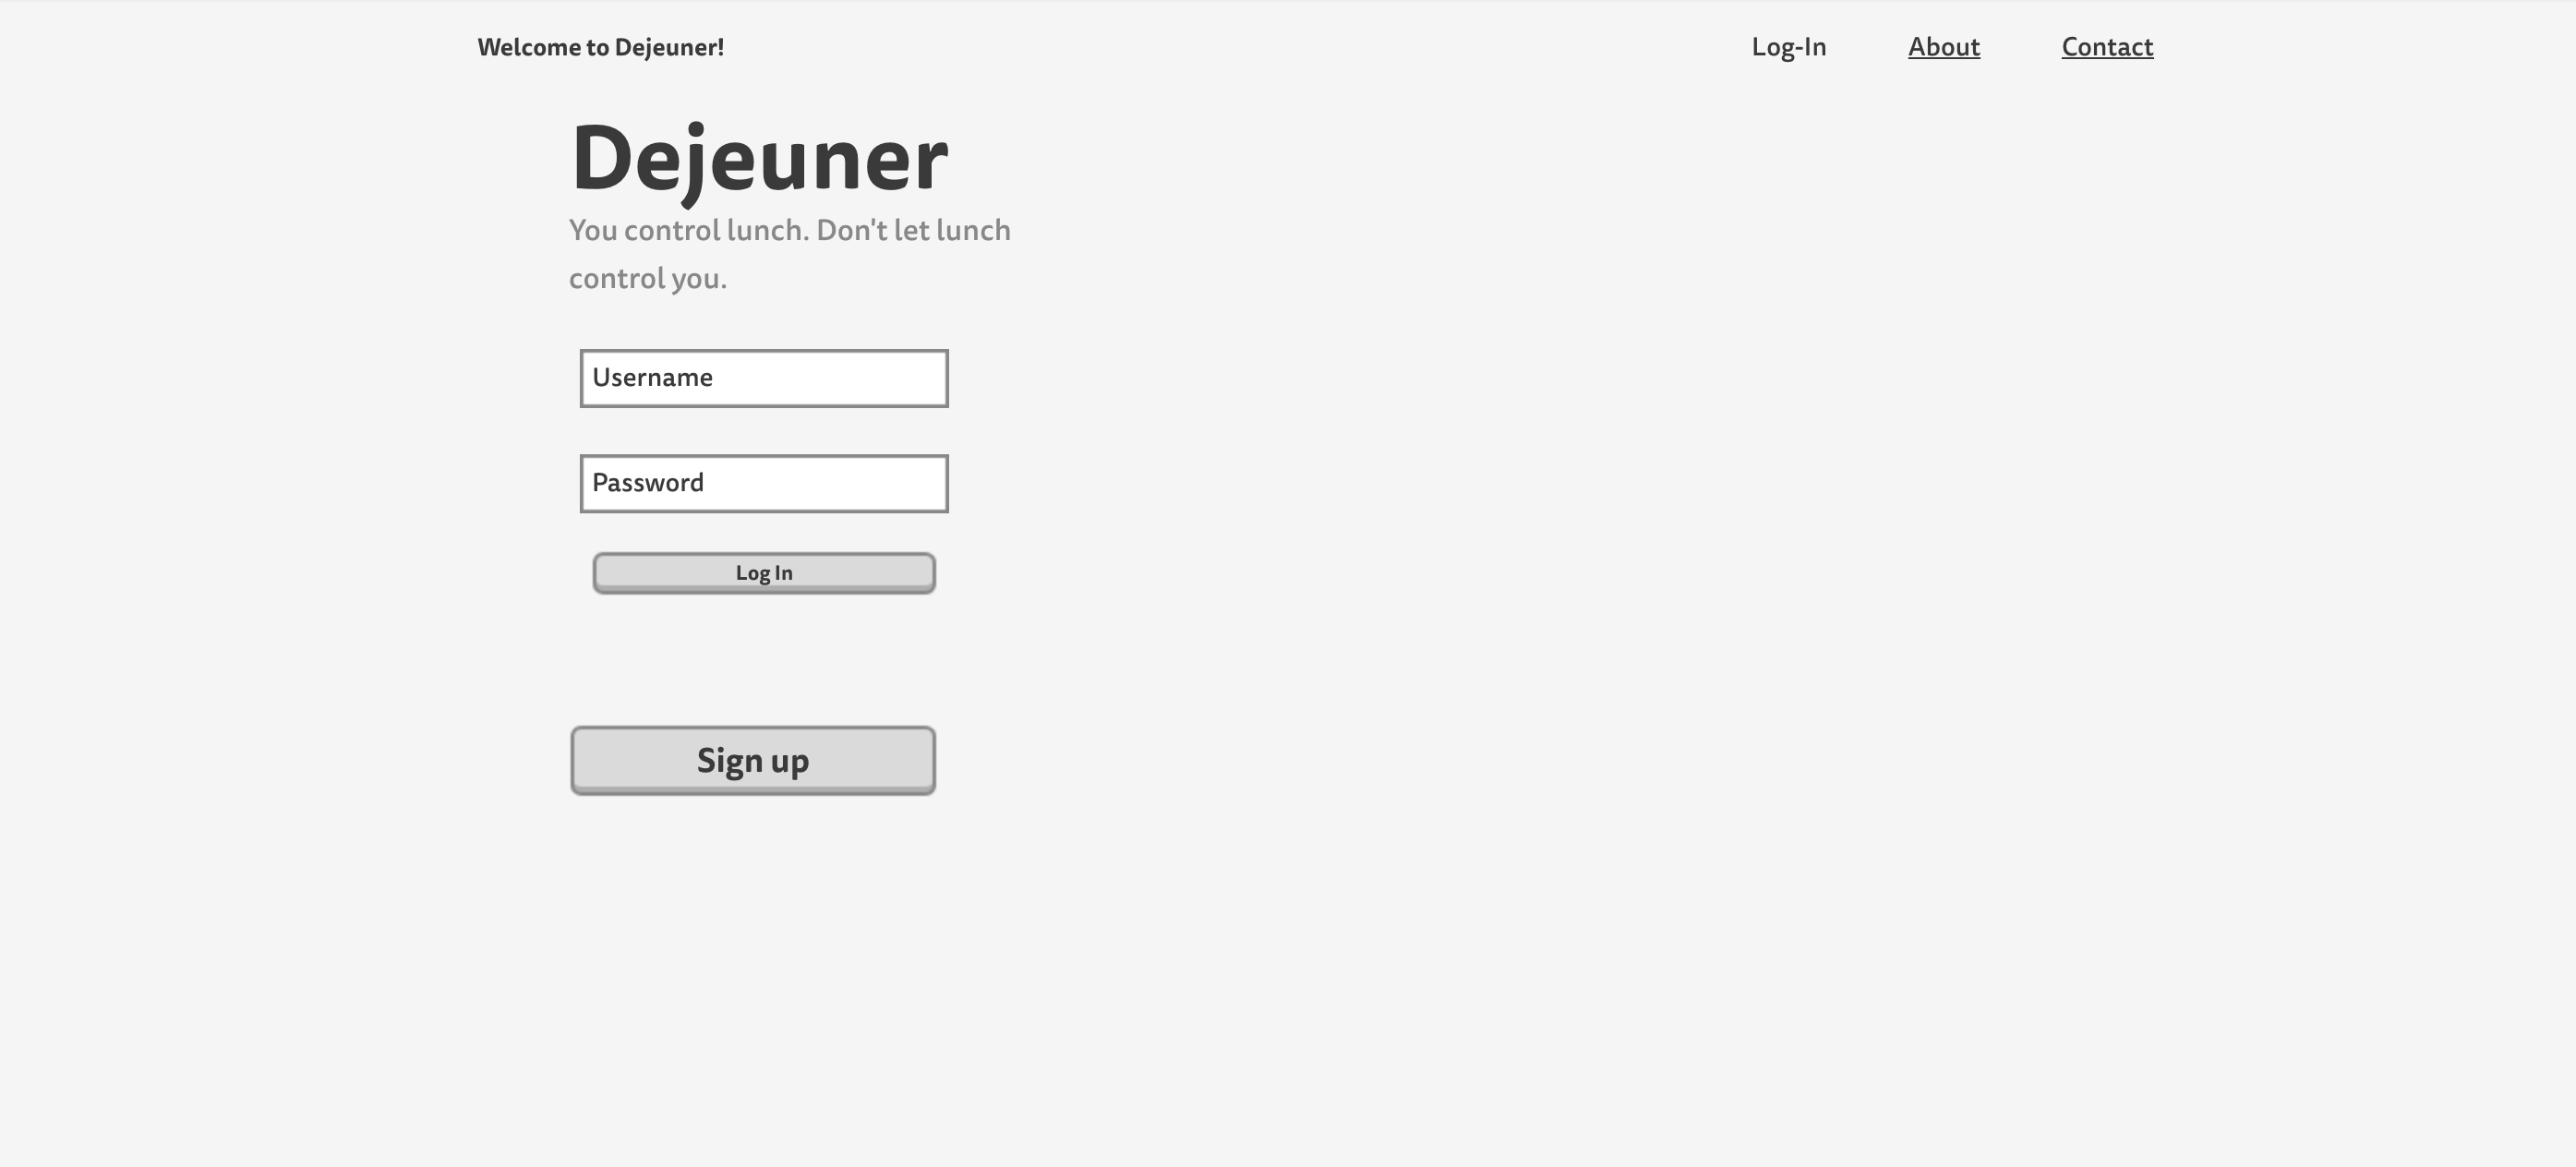 Welcome to Dejeuner!
Log-In
About
Contact
Dejeuner
You control lunch. Don't let lunch
control you.
Username
Password
Log In
Sign up